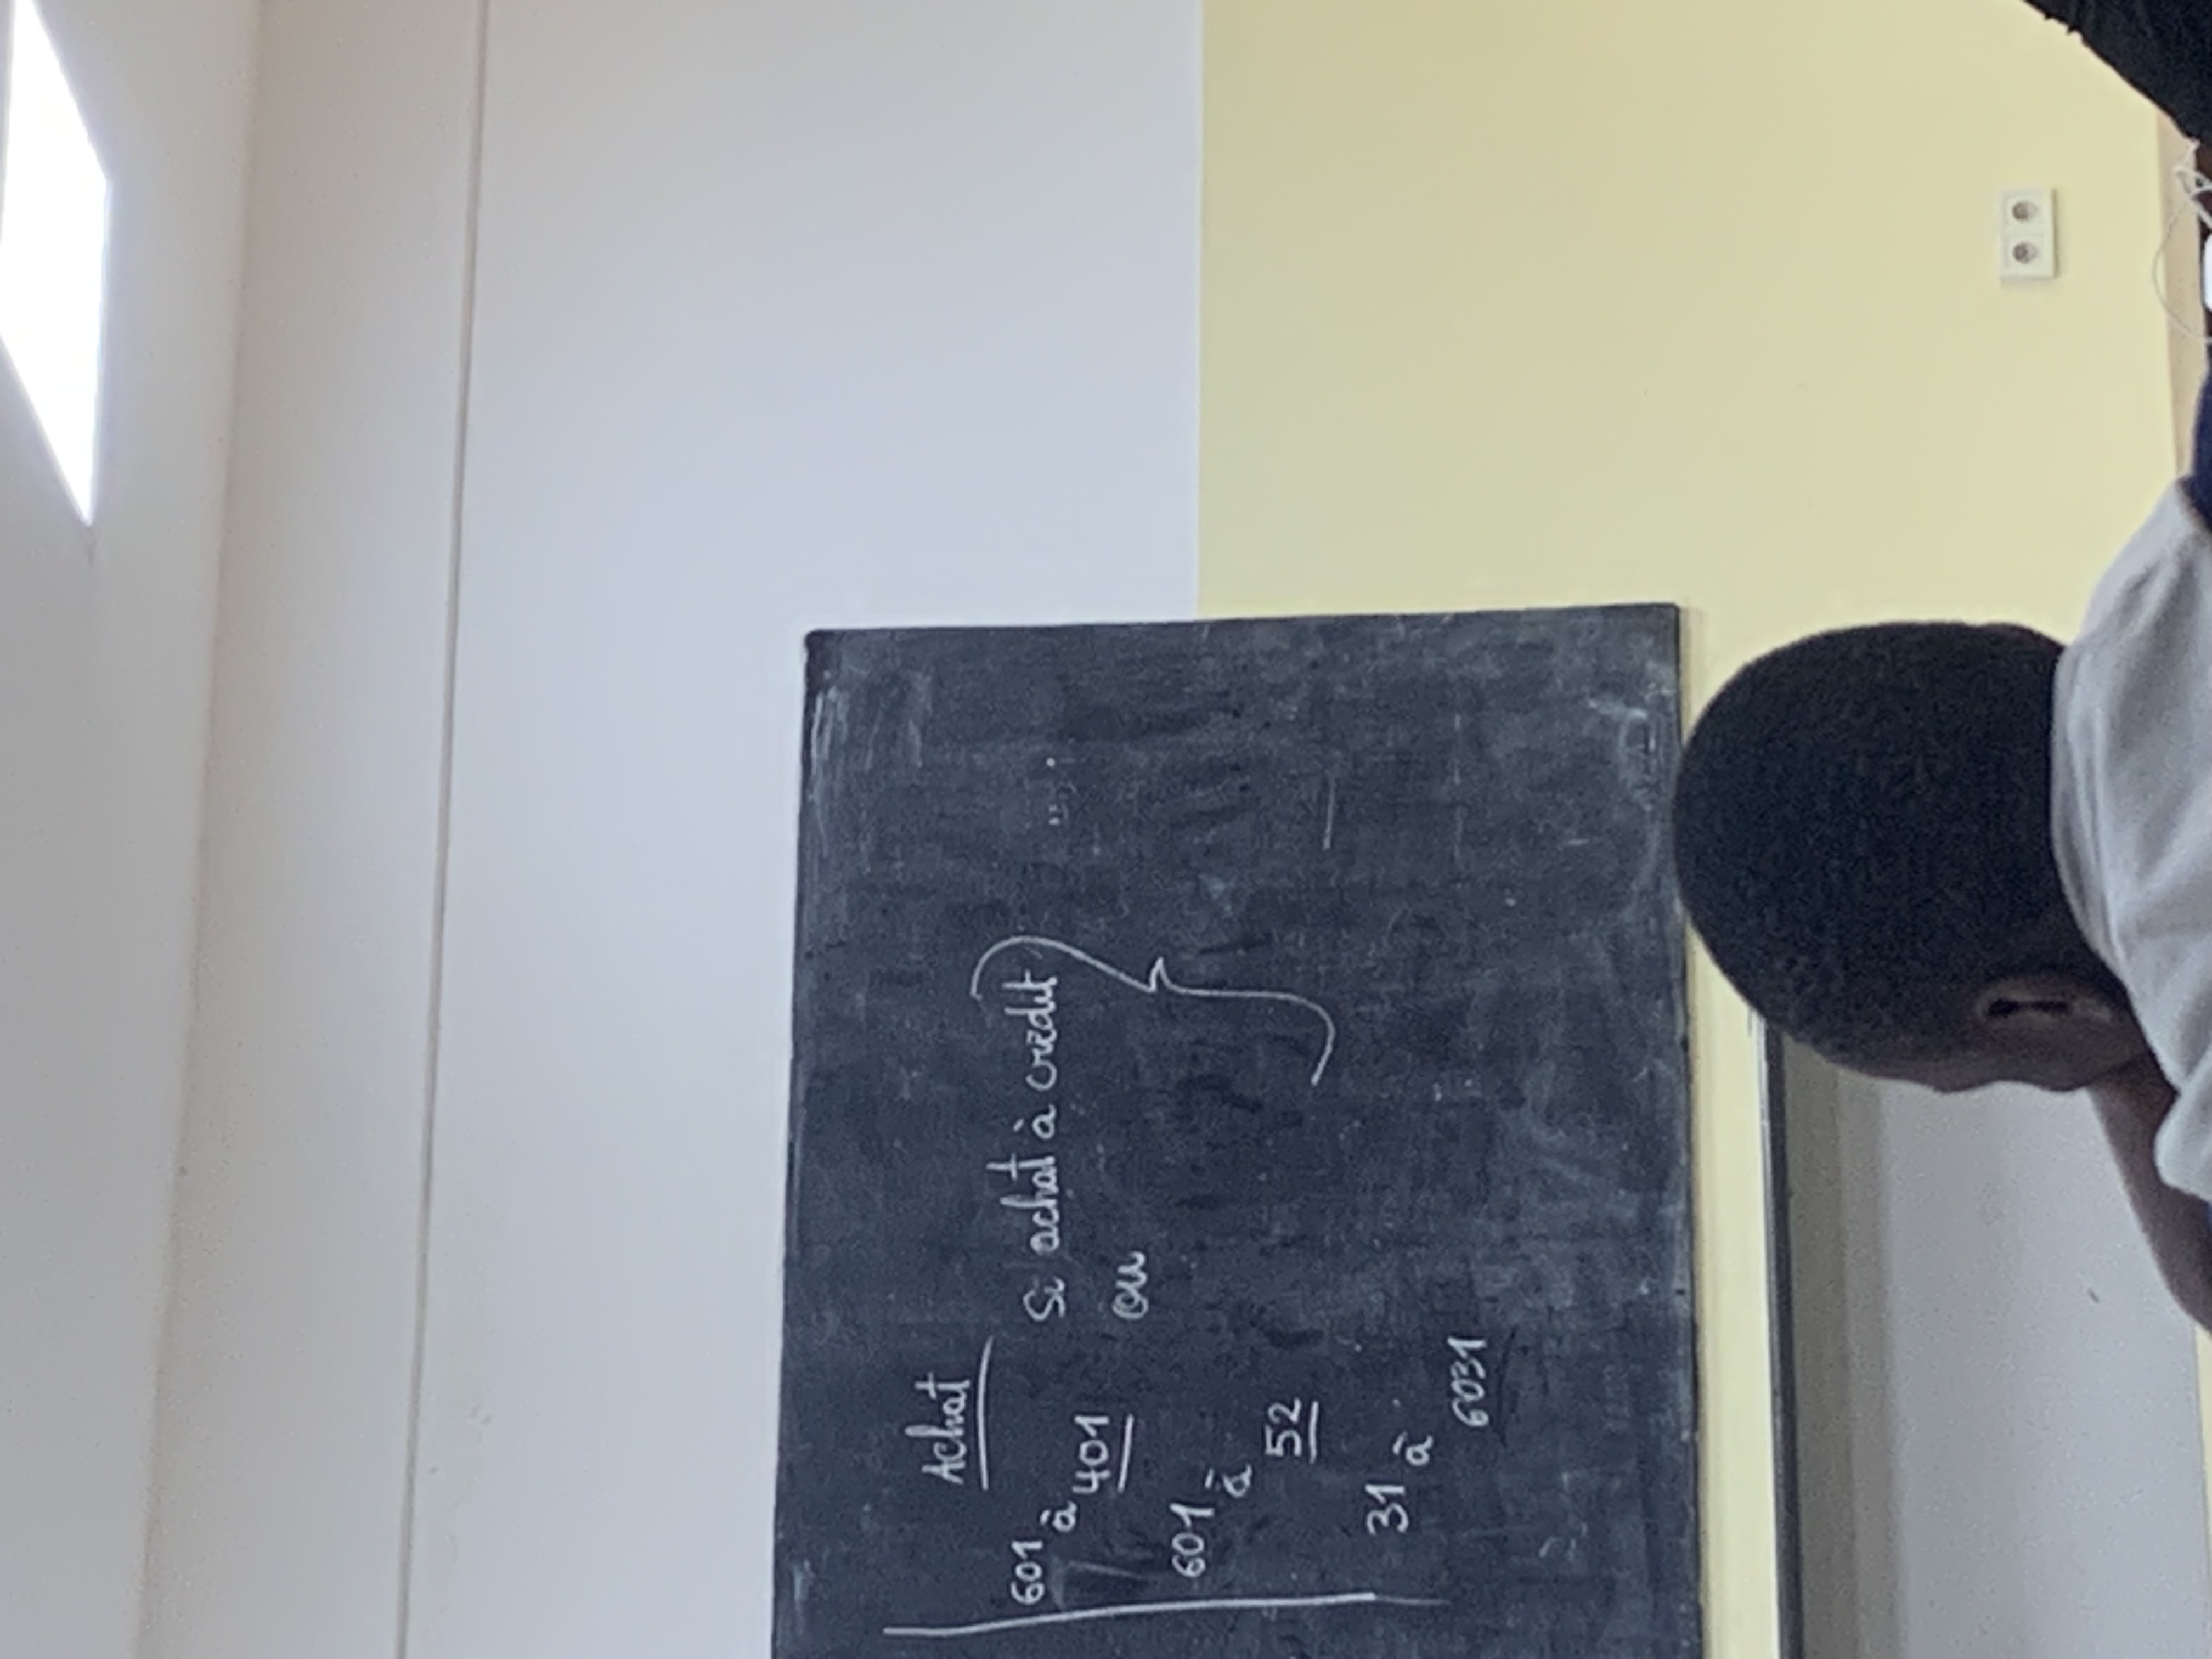 Achat
601 à 401 Si achat à crédit
ou
601 à
52
31 à
6031